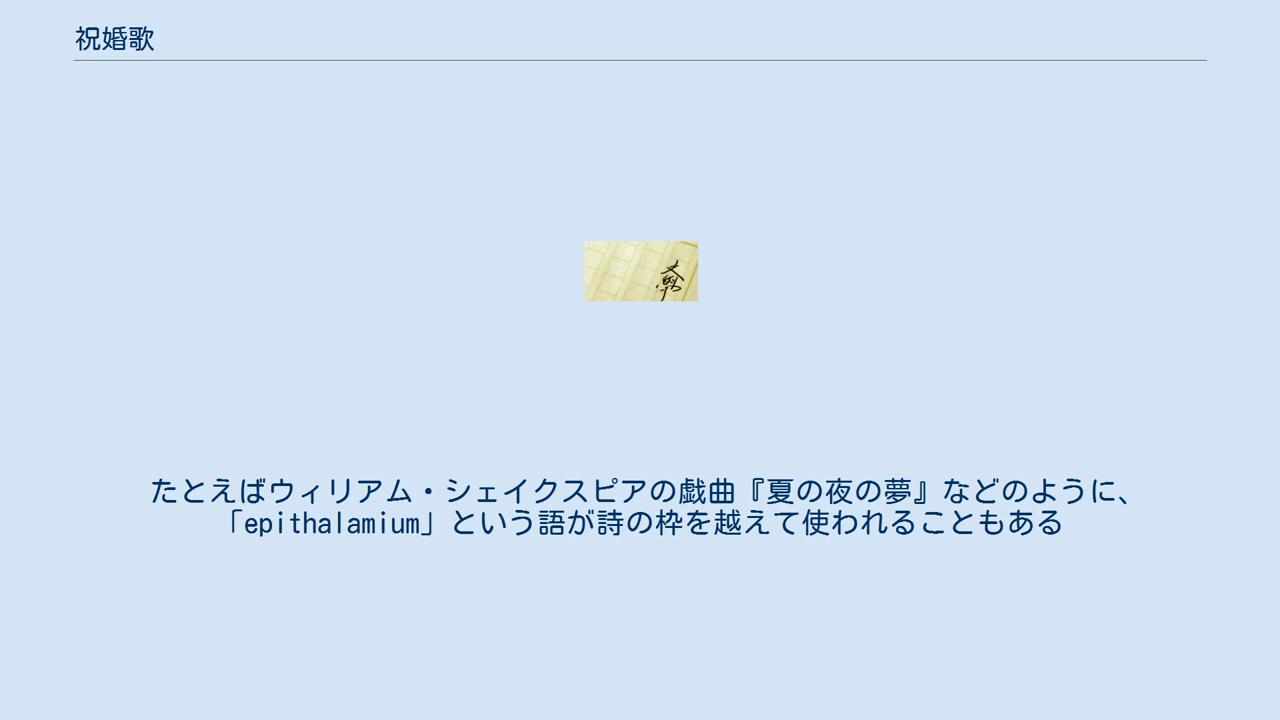 祝婚歌
たとえばウィリアム・シェイクスピアの戯曲『夏の夜の夢』などのように、
「epithalamium」という語が詩の枠を越えて使われることもある